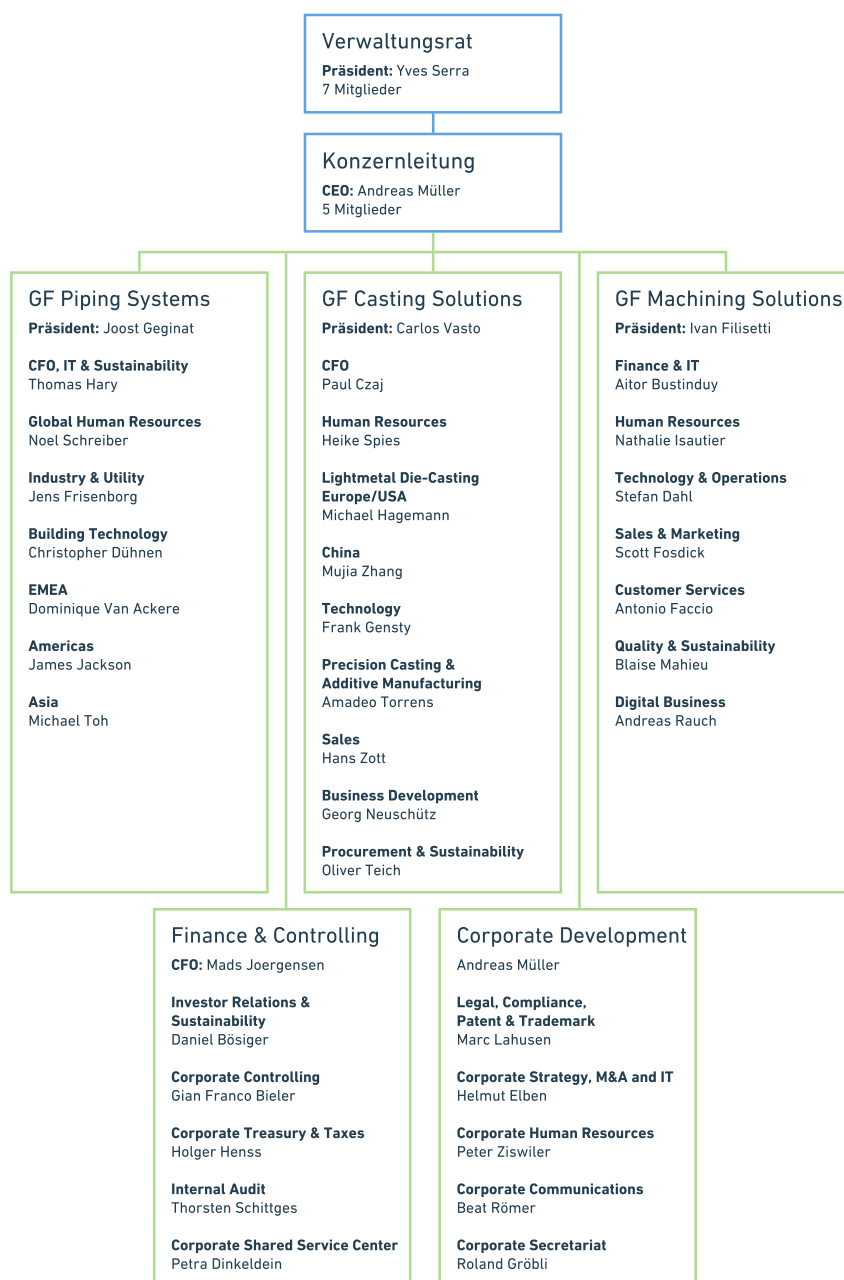 Verwaltungsrat
Präsident: Yves Serra
7 Mitglieder
Konzernleitung
CEO: Andreas Müller
5 Mitglieder
GF Piping Systems
Präsident: Joost Geginat
CFO, IT & Sustainability
Thomas Hary
Global Human Resources
Noel Schreiber
Industry & Utility
Jens Frisenborg
Building Technology
Christopher Dühnen
EMEA
Dominique Van Ackere
Americas
James Jackson
Asia
Michael Toh
GF Casting Solutions
Präsident: Carlos Vasto
CFO
Paul Czaj
Human Resources
Heike Spies
Lightmetal Die-Casting
Europe/USA
Michael Hagemann
China
Mujia Zhang
Technology
Frank Gensty
Precision Casting &
Additive Manufacturing
Amadeo Torrens
Sales
Hans Zott
Business Development
Georg Neuschütz
Procurement & Sustainability
Oliver Teich
GF Machining Solutions
Präsident: Ivan Filisetti
Finance & IT
Aitor Bustinduy
Human Resources
Nathalie Isautier
Technology & Operations
Stefan Dahl
Sales & Marketing
Scott Fosdick
Customer Services
Antonio Faccio
Quality & Sustainability
Blaise Mahieu
Digital Business
Andreas Rauch
Finance & Controlling
CFO: Mads Joergensen
Investor Relations &
Sustainability
Daniel Bösiger
Corporate Controlling
Gian Franco Bieler
Corporate Treasury & Taxes
Holger Henss
Internal Audit
Thorsten Schittges
Corporate Shared Service Center
Petra Dinkeldein
Corporate Development
Andreas Müller
Legal, Compliance,
Patent & Trademark
Marc Lahusen
Corporate Strategy, M&A and IT
Helmut Elben
Corporate Human Resources
Peter Ziswiler
Corporate Communications
Beat Römer
Corporate Secretariat
Roland Gröbli